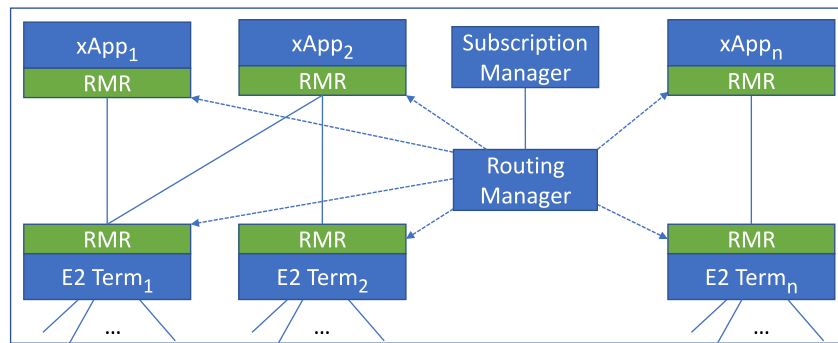 xApp₁
RMR
xApp₂
RMR
Subscription
Manager
xAppₙ
RMR
Routing
Manager
RMR
E2 Term₁
...
RMR
E2 Term₂
...
RMR
E2 Termₙ
...